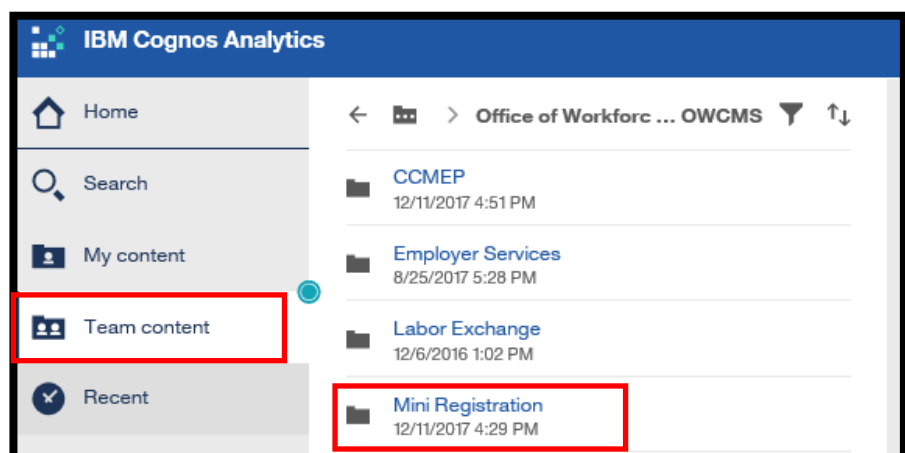 IBM Cognos Analytics
Home
Search
My content
Team content
Recent
Office of Workforc ... OWCMS
CCMEP
12/11/2017 4:51 PM
Employer Services
8/25/2017 5:28 PM
Labor Exchange
12/6/2016 1:02 PM
Mini Registration
12/11/2017 4:29 PM